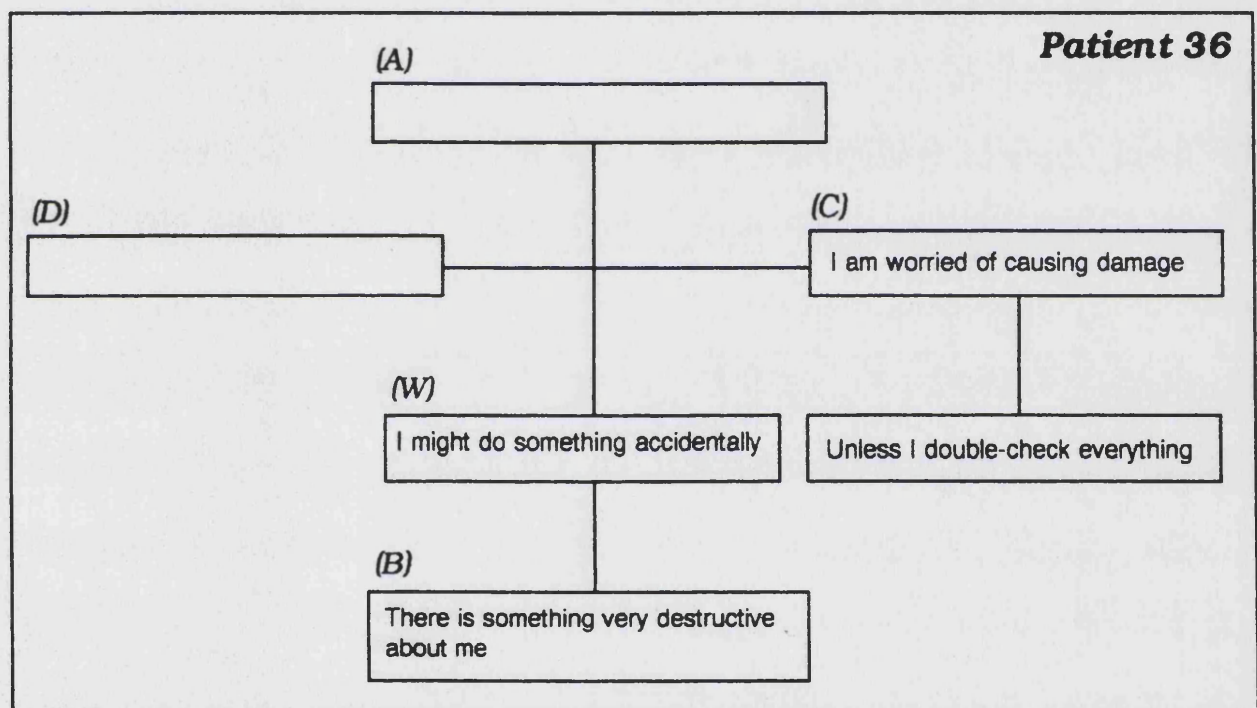 Patient 36
(A)
(D)
(C)
I am worried of causing damage
(W)
I might do something accidentally
Unless I double-check everything
(B)
There is something very destructive
about me